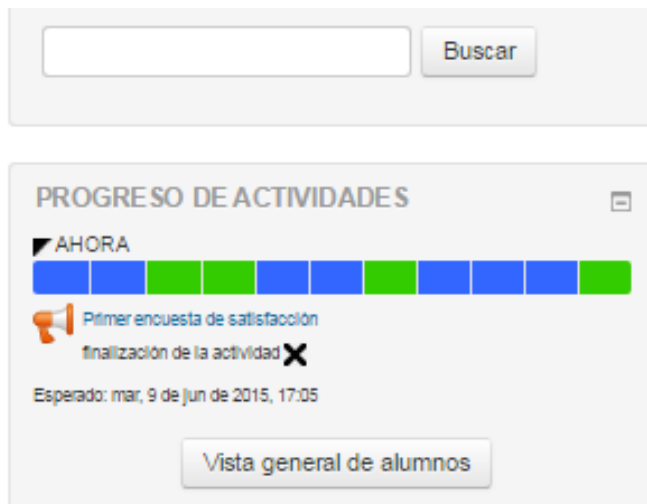 Buscar
PROGRESO DE ACTIVIDADES
AHORA
Primer encuesta de satisfacción
finalización de la actividad
Esperado: mar, 9 de jun de 2015, 17:05
Vista general de alumnos